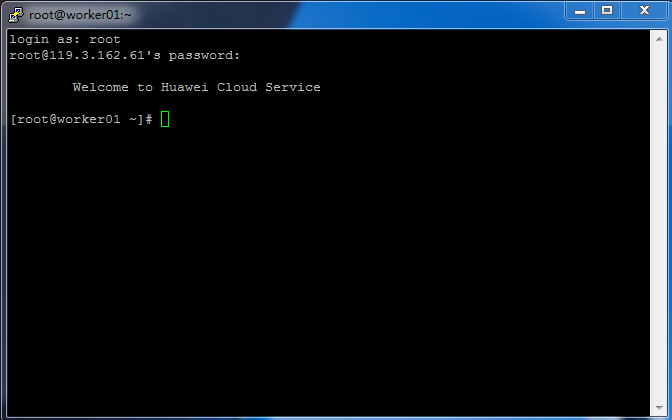 root@worker01:~
login as: root
root@119.3.162.61's password:
Welcome to Huawei Cloud Service
[root@worker01 ~]#